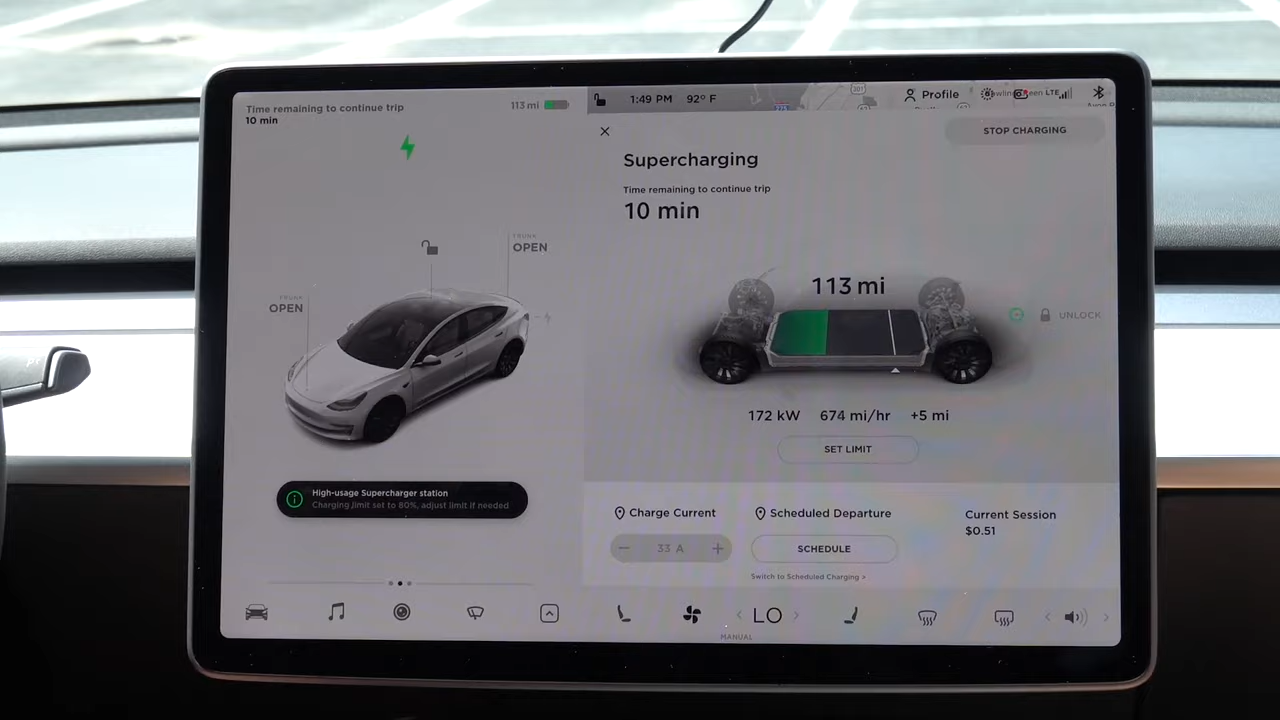 Time remaining to continue trip
10 min
113 mi
1:49 PM 92° F
Profile
LTE
STOP CHARGING
Supercharging
Time remaining to continue trip
10 min
FRUNK
OPEN
TRUNK
OPEN
113 mi
UNLOCK
172 kW 674 mi/hr +5 mi
SET LIMIT
High-usage Supercharger station
Charging limit set to 80%, adjust limit if needed
Charge Current
33 A
Scheduled Departure
SCHEDULE
Switch to Scheduled Charging >
Current Session
$0.51
LO
MANUAL